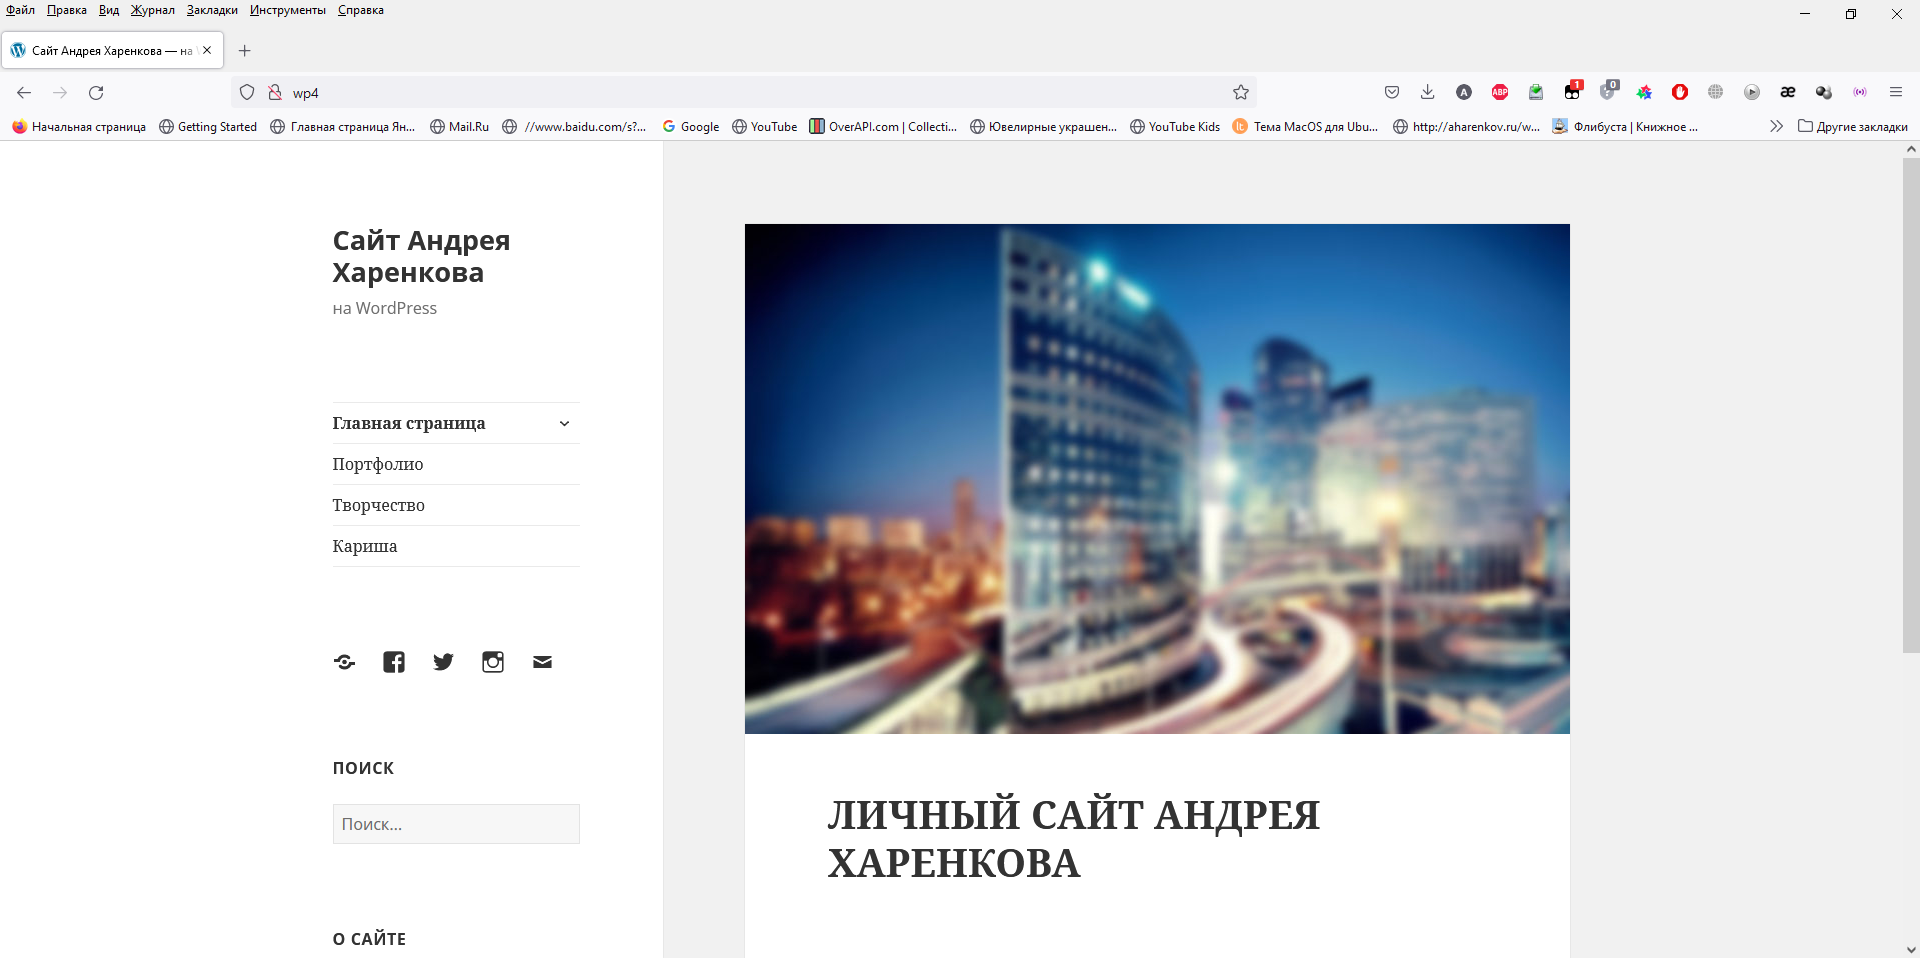 Файл Правка Вид Журнал Закладки Инструменты Справка
Сайт Андрея Харенкова — на
wp4
1
0
Начальная страница Getting Started Главная страница Ян... Mail.Ru //www.baidu.com/s?... Google YouTube OverAPI.com | Collecti... Ювелирные украшен... YouTube Kids Тема MacOS для Ubu... http://aharenkov.ru/w... Флибуста | Книжное ... Другие закладки
Сайт Андрея
Харенкова
на WordPress
Главная страница
Портфолио
Творчество
Кариша
ПОИСК
Поиск...
О САЙТЕ
ЛИЧНЫЙ САЙТ АНДРЕЯ
ХАРЕНКОВА